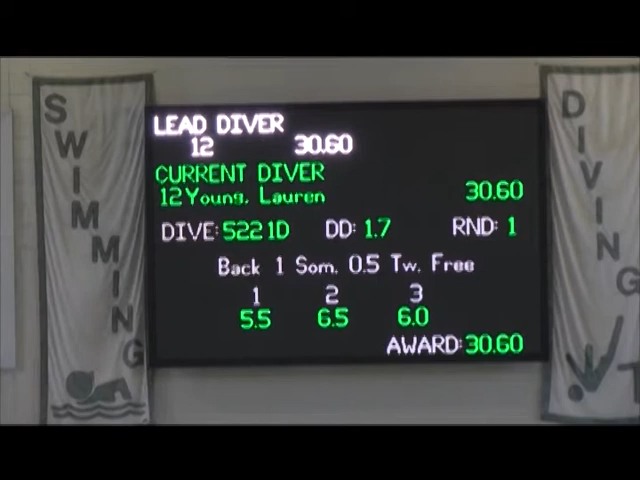 SWIMMING
LEAD DIVER
12 30.60
CURRENT DIVER
12 Young, Lauren 30.60
DIVE: 5221D DD: 1.7 RND: 1
Back 1 Som. 0.5 Tw. Free
1 2 3
5.5 6.5 6.0
AWARD: 30.60
DIVING